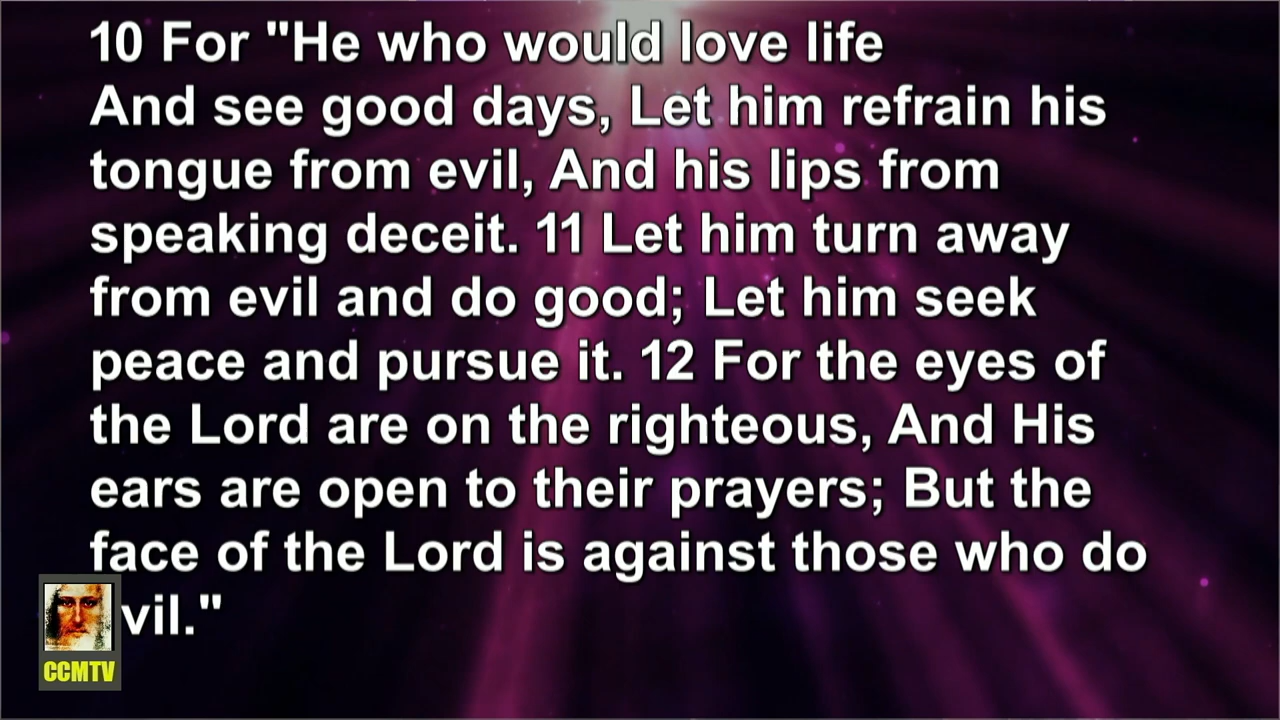 10 For "He who would love life
And see good days, Let him refrain his
tongue from evil, And his lips from
speaking deceit. 11 Let him turn away
from evil and do good; Let him seek
peace and pursue it. 12 For the eyes of
the Lord are on the righteous, And His
ears are open to their prayers; But the
face of the Lord is against those who do
vil."
CCMTV